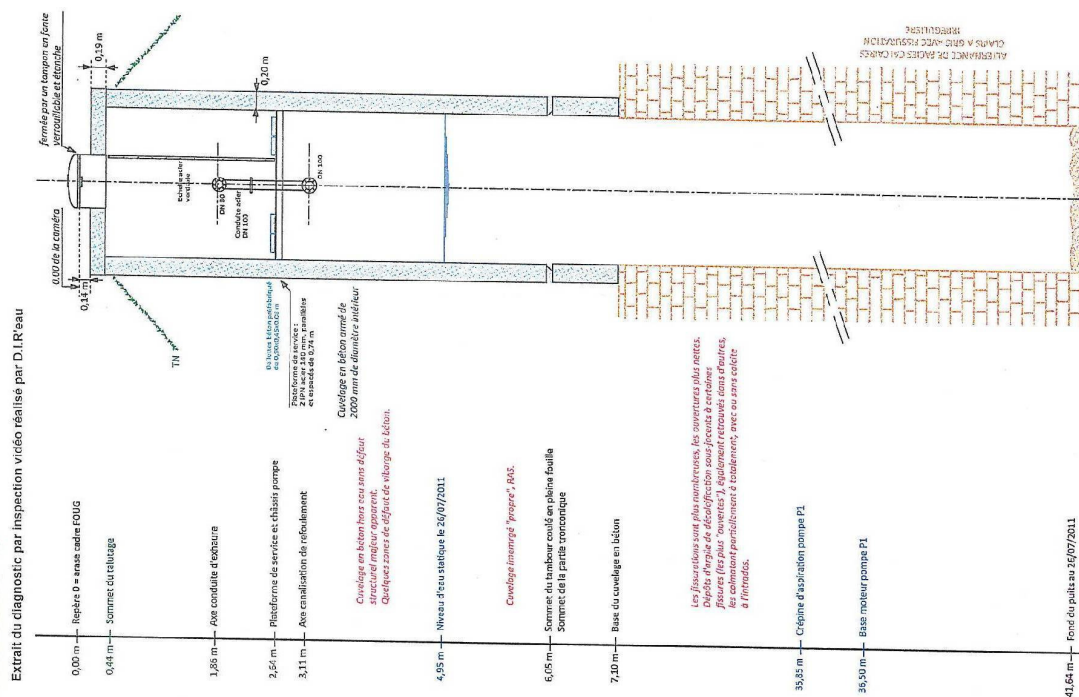 Extrait du diagnostic par inspection vidéo réalisé par D.I.R'eau
0,00 m
Repère 0 = arase cadre FOUG
0,44 m
Sommet du talutage
1,86 m
Axe conduite d'exhaure
2,64 m
Plateforme de service et châssis pompe
3,11 m
Axe canalisation de refoulement
4,95 m
Niveau d'eau statique le 26/07/2011
6,05 m
Sommet du tambour coulé en pleine fouille
Sommet de la partie tronconique
7,10 m
Base du cuvelage en béton
35,85 m
Crépine d'aspiration pompe P1
36,50 m
Base moteur pompe P1
41,64 m
Fond du puits au 26/07/2011
Cuvelage en béton hors eau sans défaut
structurel majeur apparent.
Quelques zones de défaut de vibrage du béton.
Cuvelage immergé "propre", RAS.
Les fissurations sont plus nombreuses, les ouvertures plus nettes.
Dépôts d'argile de décalcification sous-jacents à certaines
fissures (les plus "ouvertes"), également retrouvés dans d'autres,
les colmatant partiellement à totalement, avec ou sans calcite
à l'intrados.
TN
0,14 m
0,00 de la caméra
fermée par un tampon en fonte
verrouillable et étanche
0,19 m
0,20 m
Echelle acier
verticale
DN 80
Conduite acier
DN 100
DN 100
Dalettes béton préfabriqué
Plateforme de service :
2 IPN acier 140 mm, parallèles
et espacés de 0,74 m
Cuvelage en béton armé de
2000 mm de diamètre intérieur
ALTERNANCE DE FACIES CALCAIRES
CLAIRS A GRIS AVEC FISSURATION
IRREGULIERE